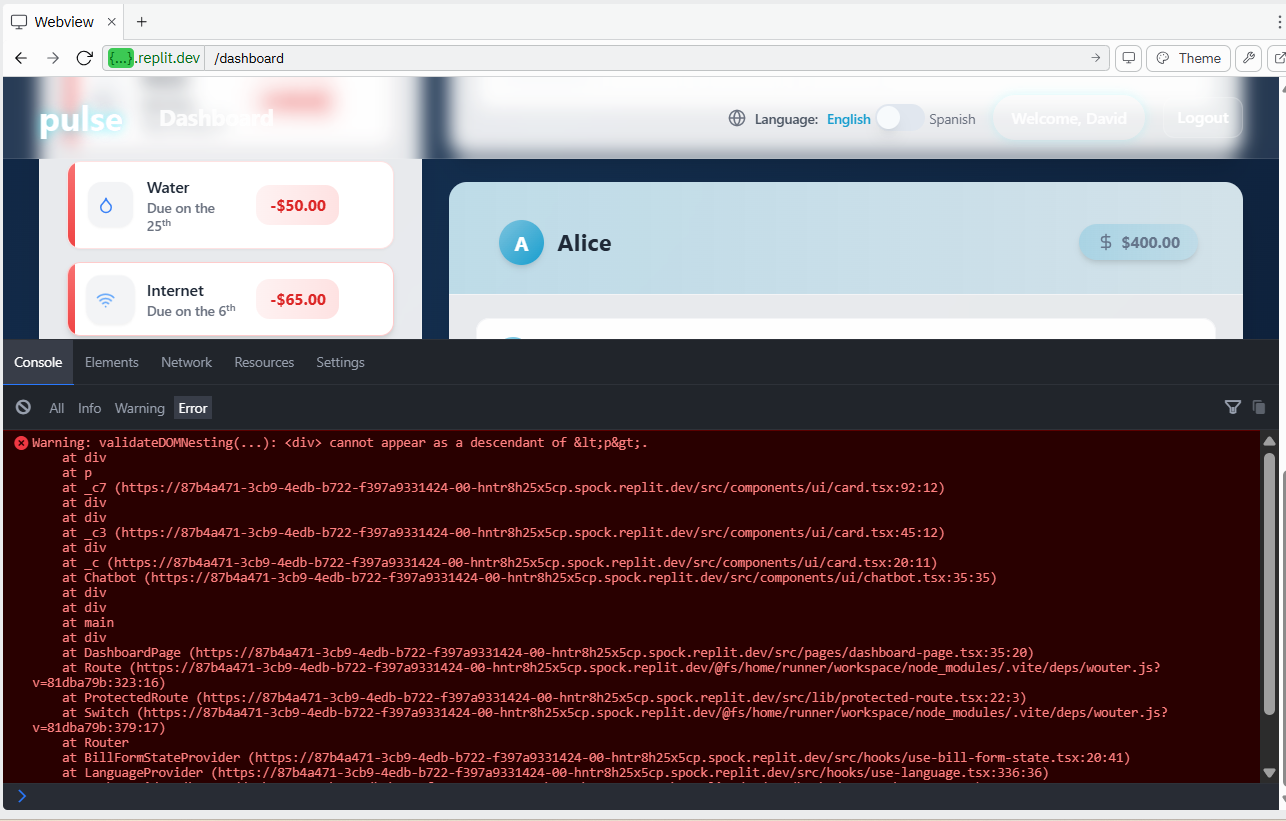 Webview
{...}.replit.dev
/dashboard
Theme
pulse
Dashboard
Language: English Spanish
Welcome, David
Logout
Water
Due on the
25th
-$50.00
Internet
Due on the 6th
-$65.00
A Alice
$400.00
Console Elements Network Resources Settings
All Info Warning Error
Warning: validateDOMNesting(...): <div> cannot appear as a descendant of &lt;p&gt;.
at div
at p
at _c7 (https://87b4a471-3cb9-4edb-b722-f397a9331424-00-hntr8h25x5cp.spock.replit.dev/src/components/ui/card.tsx:92:12)
at div
at div
at _c3 (https://87b4a471-3cb9-4edb-b722-f397a9331424-00-hntr8h25x5cp.spock.replit.dev/src/components/ui/card.tsx:45:12)
at div
at _c (https://87b4a471-3cb9-4edb-b722-f397a9331424-00-hntr8h25x5cp.spock.replit.dev/src/components/ui/card.tsx:20:11)
at Chatbot (https://87b4a471-3cb9-4edb-b722-f397a9331424-00-hntr8h25x5cp.spock.replit.dev/src/components/ui/chatbot.tsx:35:35)
at div
at div
at main
at div
at DashboardPage (https://87b4a471-3cb9-4edb-b722-f397a9331424-00-hntr8h25x5cp.spock.replit.dev/src/pages/dashboard-page.tsx:35:20)
at Route (https://87b4a471-3cb9-4edb-b722-f397a9331424-00-hntr8h25x5cp.spock.replit.dev/@fs/home/runner/workspace/node_modules/.vite/deps/wouter.js?
v=81dba79b:323:16)
at ProtectedRoute (https://87b4a471-3cb9-4edb-b722-f397a9331424-00-hntr8h25x5cp.spock.replit.dev/src/lib/protected-route.tsx:22:3)
at Switch (https://87b4a471-3cb9-4edb-b722-f397a9331424-00-hntr8h25x5cp.spock.replit.dev/@fs/home/runner/workspace/node_modules/.vite/deps/wouter.js?
v=81dba79b:379:17)
at Router
at BillFormStateProvider (https://87b4a471-3cb9-4edb-b722-f397a9331424-00-hntr8h25x5cp.spock.replit.dev/src/hooks/use-bill-form-state.tsx:20:41)
at LanguageProvider (https://87b4a471-3cb9-4edb-b722-f397a9331424-00-hntr8h25x5cp.spock.replit.dev/src/hooks/use-language.tsx:336:36)